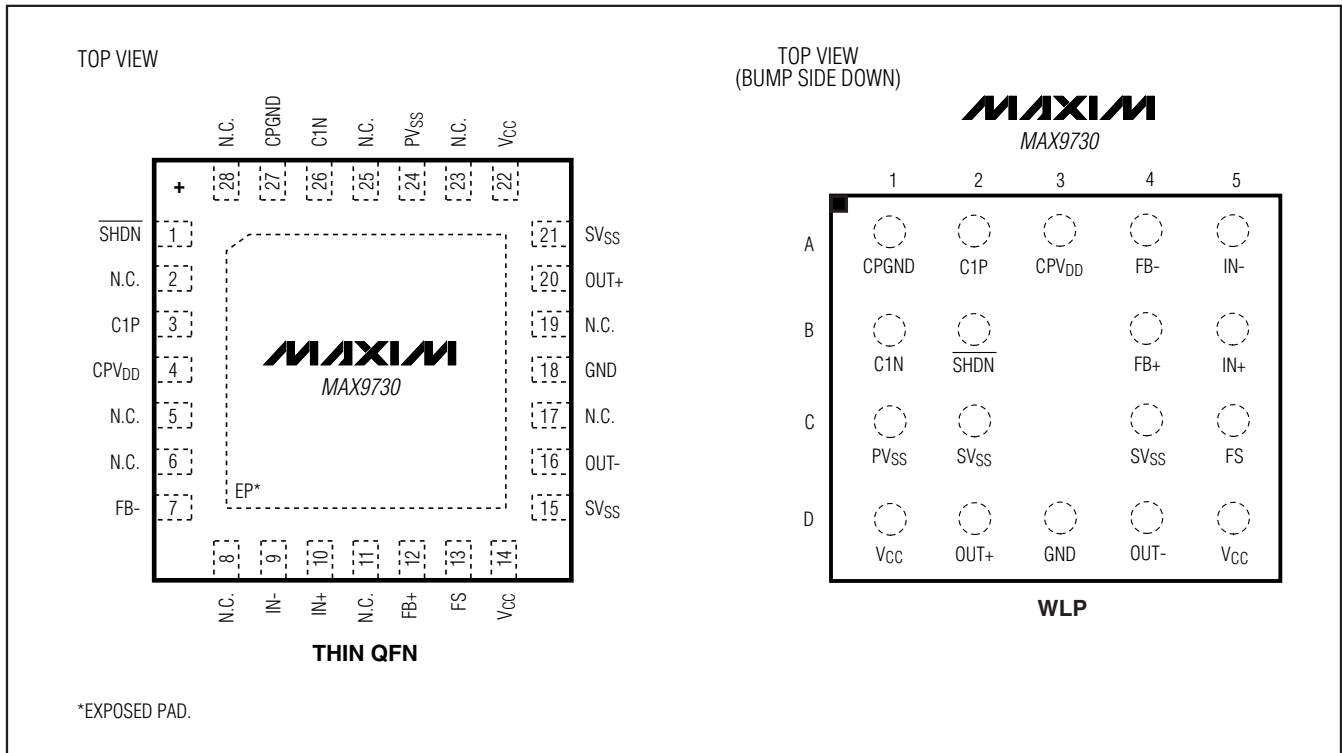 TOP VIEW
N.C. CPGND C1N N.C. PVSS N.C. VCC
28 27 26 25 24 23 22
+
SHDN 1
N.C. 2
C1P 3
CPVDD 4
N.C. 5
N.C. 6
FB- 7
21 SVSS
20 OUT+
19 N.C.
18 GND
17 N.C.
16 OUT-
15 SVSS
MAXIM
MAX9730
EP*
8 9 10 11 12 13 14
N.C. IN- IN+ N.C. FB+ FS VCC
THIN QFN
*EXPOSED PAD.
TOP VIEW
(BUMP SIDE DOWN)
MAXIM
MAX9730
1 2 3 4 5
A
CPGND C1P CPVDD FB- IN-
B
C1N SHDN FB+ IN+
C
PVSS SVSS SVSS FS
D
VCC OUT+ GND OUT- VCC
WLP